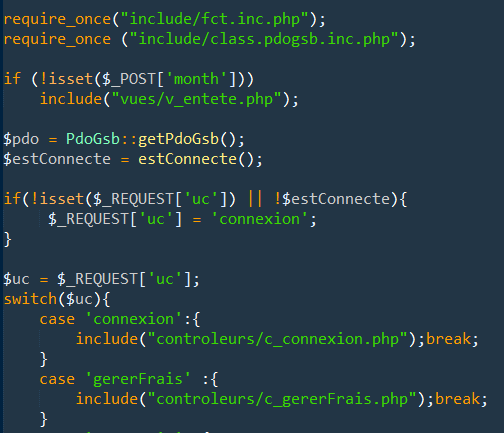 require_once("include/fct.inc.php");
require_once ("include/class.pdogsb.inc.php");
if (!isset($_POST['month']))
include("vues/v_entete.php");
$pdo = PdoGsb::getPdoGsb();
$estConnecte = estConnecte();
if(!isset($_REQUEST['uc']) || !$estConnecte){
$_REQUEST['uc'] = 'connexion';
}
$uc = $_REQUEST['uc'];
switch($uc){
case 'connexion':{
include("controleurs/c_connexion.php");break;
}
case 'gererFrais' :{
include("controleurs/c_gererFrais.php");break;
}